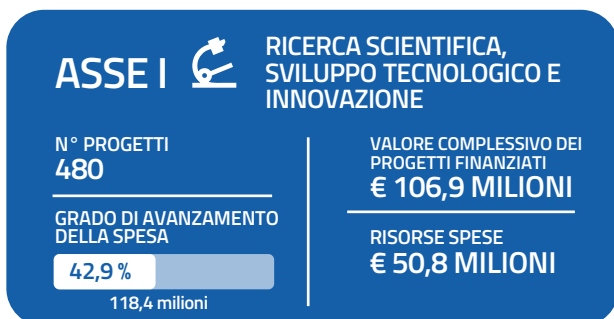 ASSE I
RICERCA SCIENTIFICA,
SVILUPPO TECNOLOGICO E
INNOVAZIONE
N° PROGETTI
480
GRADO DI AVANZAMENTO
DELLA SPESA
42,9 %
118,4 milioni
VALORE COMPLESSIVO DEI
PROGETTI FINANZIATI
€ 106,9 MILIONI
RISORSE SPESE
€ 50,8 MILIONI